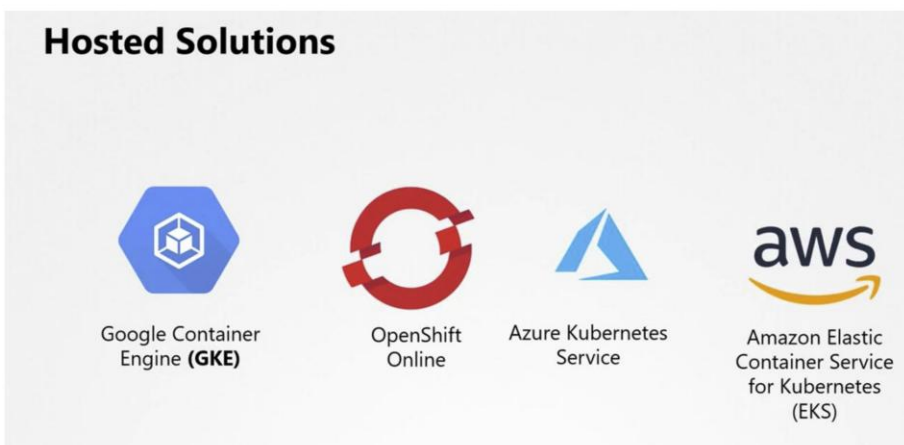 Hosted Solutions
Google Container
Engine (GKE)
OpenShift
Online
Azure Kubernetes
Service
aws
Amazon Elastic
Container Service
for Kubernetes
(EKS)